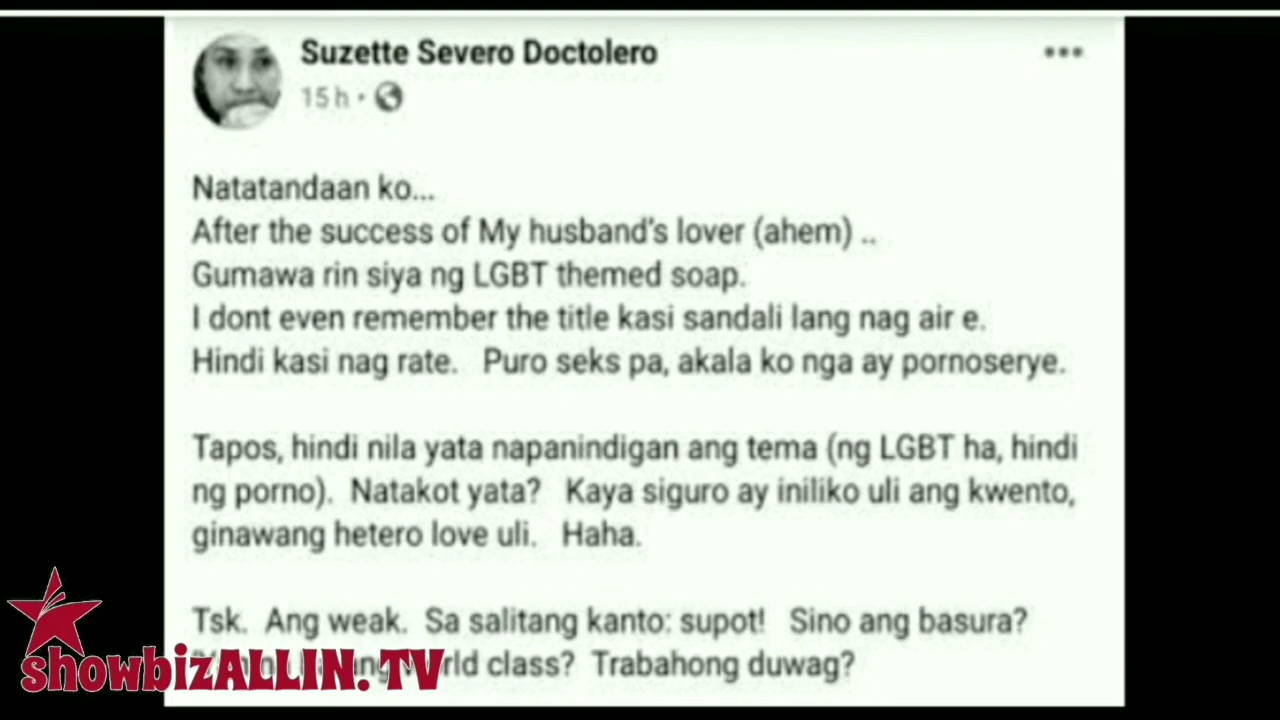 Suzette Severo Doctolero
15 h ·
Natatandaan ko...
After the success of My husband's lover (ahem) ..
Gumawa rin siya ng LGBT themed soap.
I dont even remember the title kasi sandali lang nag air e.
Hindi kasi nag rate. Puro seks pa, akala ko nga ay pornoserye.
Tapos, hindi nila yata napanindigan ang tema (ng LGBT ha, hindi
ng porno). Natakot yata? Kaya siguro ay iniliko uli ang kwento,
ginawang hetero love uli. Haha.
Tsk. Ang weak. Sa salitang kanto: supot! Sino ang basura?
class? Trabahong duwag?
showbizALLIN.TV